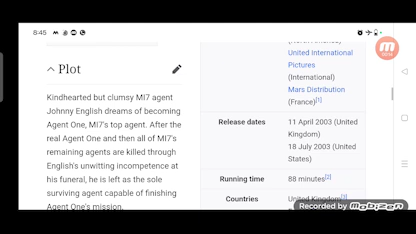 8:45
Plot
Kindhearted but clumsy MI7 agent
Johnny English dreams of becoming
Agent One, MI7's top agent. After the
real Agent One and then all of MI7's
remaining agents are killed through
English's unwitting incompetence at
his funeral, he is left as the sole
surviving agent capable of finishing
Agent One's mission.
United International
Pictures
(International)
Mars Distribution
(France)[1]
Release dates 11 April 2003 (United
Kingdom)
18 July 2003 (United
States)
Running time 88 minutes[2]
Countries United
Recorded by Mobizen